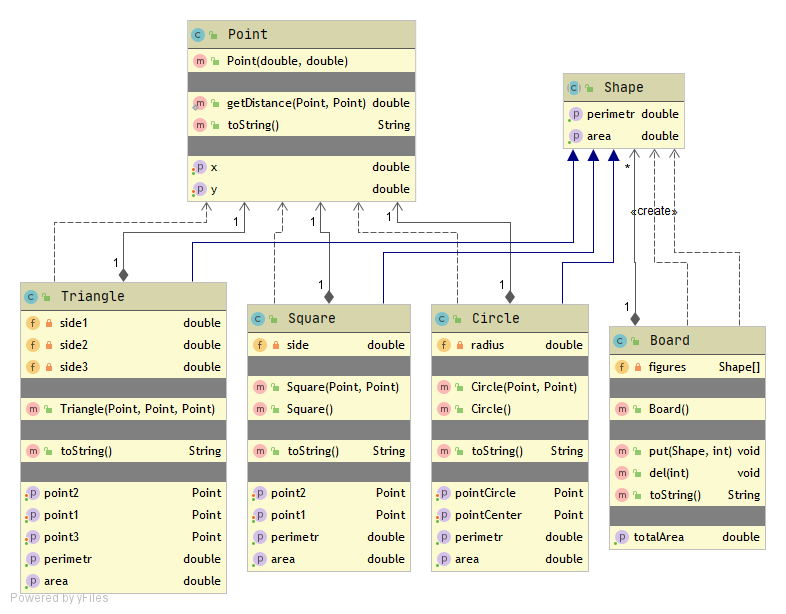 Point
Point(double, double)
getDistance(Point, Point) double
toString() String
x double
y double
Shape
perimetr double
area double
1
1
1
*
«create»
1
1
1
1
Triangle
side1 double
side2 double
side3 double
Triangle(Point, Point, Point)
toString() String
point2 Point
point1 Point
point3 Point
perimetr double
area double
Square
side double
Square(Point, Point)
Square()
toString() String
point2 Point
point1 Point
perimetr double
area double
Circle
radius double
Circle(Point, Point)
Circle()
toString() String
pointCircle Point
pointCenter Point
perimetr double
area double
Board
figures Shape[]
Board()
put(Shape, int) void
del(int) void
toString() String
totalArea double
Powered by yFiles